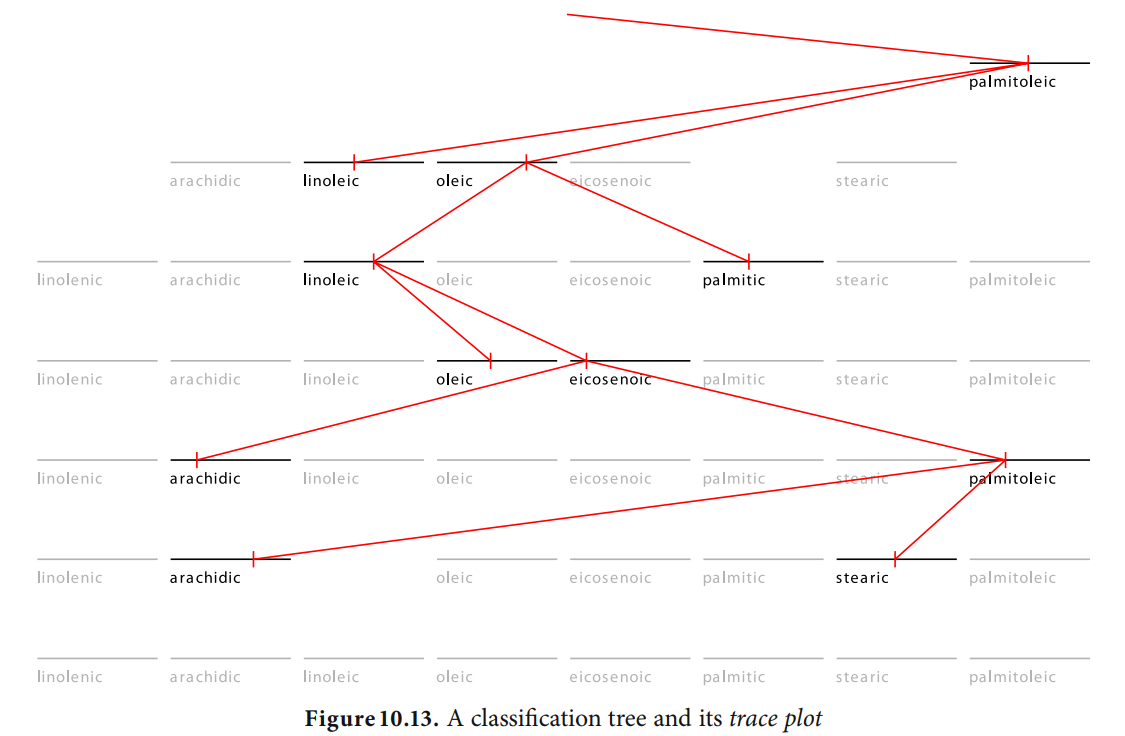 palmitoleic
arachidic linoleic oleic eicosenoic stearic
linolenic arachidic linoleic oleic eicosenoic palmitic stearic palmitoleic
linolenic arachidic linoleic oleic eicosenoic palmitic stearic palmitoleic
linolenic arachidic linoleic oleic eicosenoic palmitic stearic palmitoleic
linolenic arachidic oleic eicosenoic palmitic stearic palmitoleic
linolenic arachidic linoleic oleic eicosenoic palmitic stearic palmitoleic
Figure 10.13. A classification tree and its trace plot